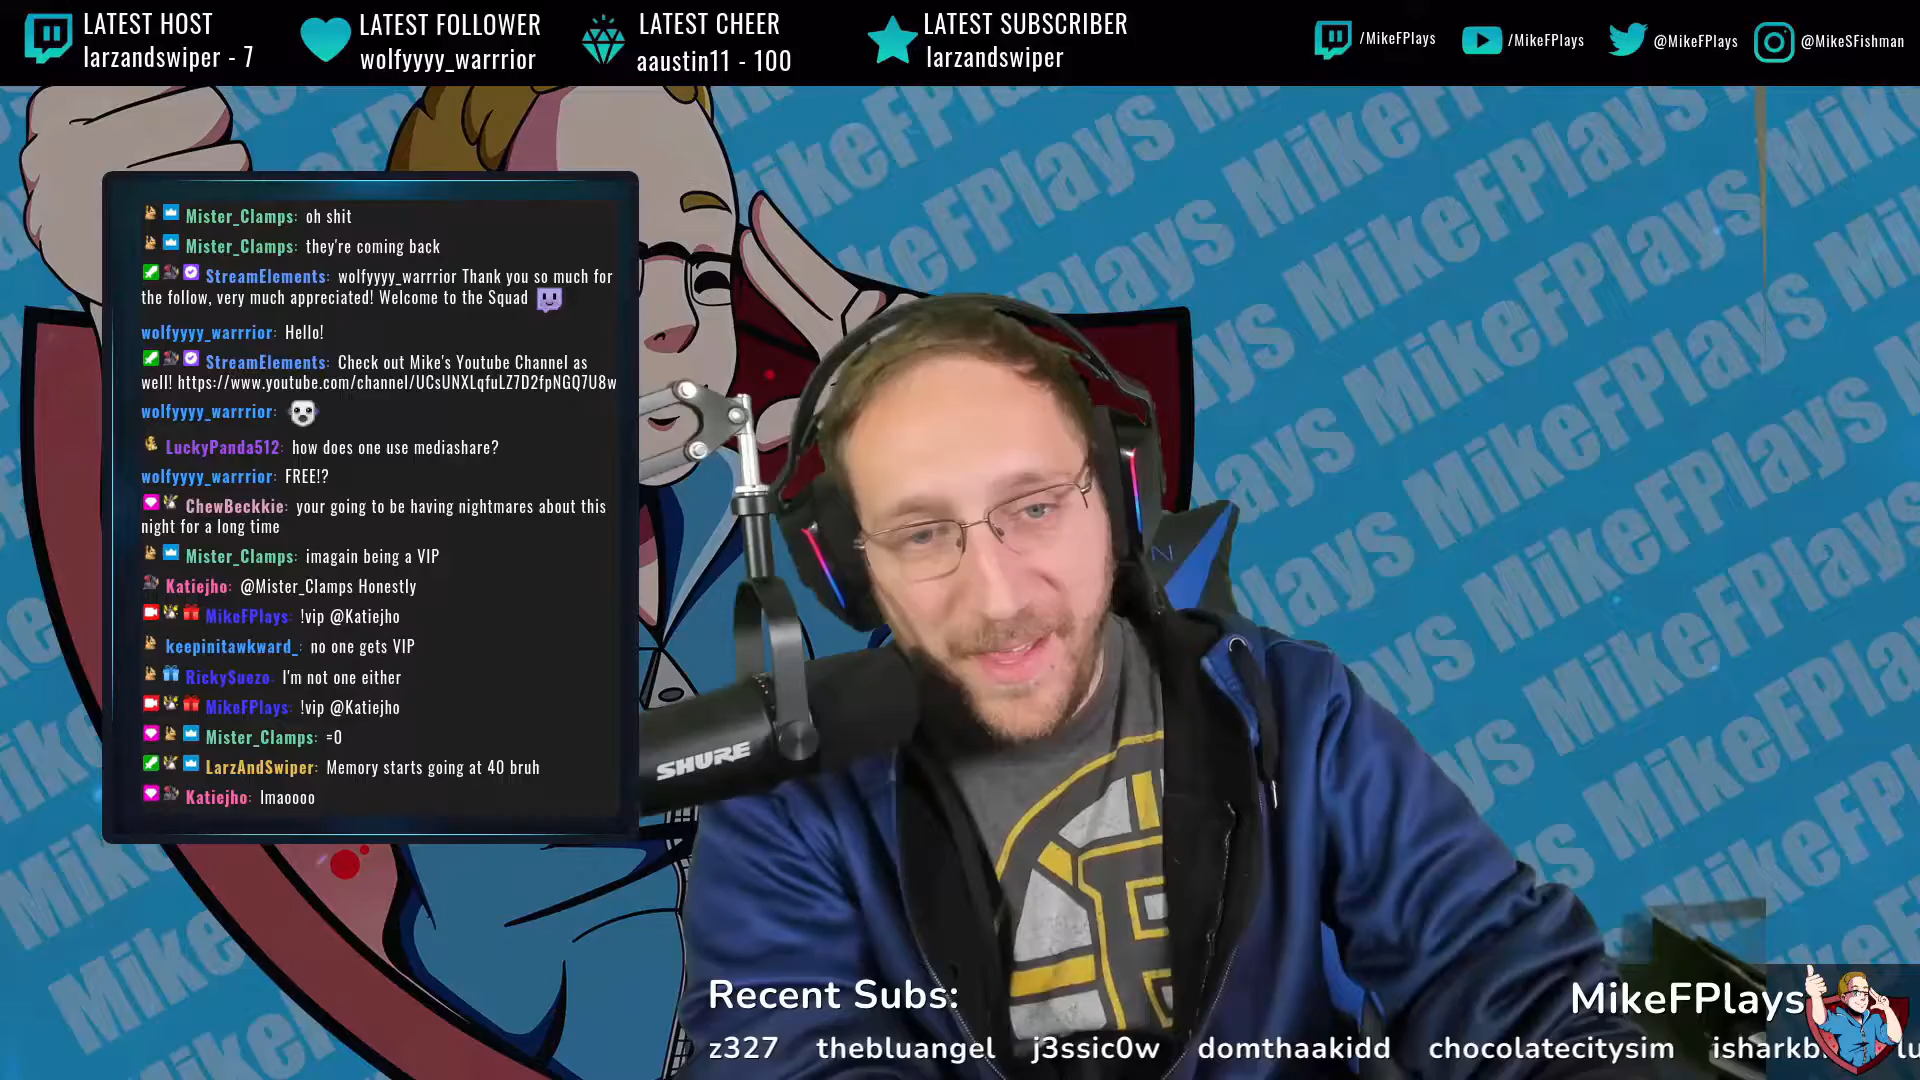 LATEST HOST
larzandswiper - 7
LATEST FOLLOWER
wolfyyyy_warrrior
LATEST CHEER
aaustin11 - 100
LATEST SUBSCRIBER
larzandswiper
/MikeFPlays
/MikeFPlays
@MikeFPlays
@MikeSFishman
Mister_Clamps: oh shit
Mister_Clamps: they're coming back
StreamElements: wolfyyyy_warrrior Thank you so much for
the follow, very much appreciated! Welcome to the Squad
wolfyyyy_warrrior: Hello!
StreamElements: Check out Mike's Youtube Channel as
well! https://www.youtube.com/channel/UCsUNXLqfuLZ7D2fpNGQ7U8w
wolfyyyy_warrrior:
LuckyPanda512: how does one use mediashare?
wolfyyyy_warrrior: FREE!?
ChewBeckkie: your going to be having nightmares about this
night for a long time
Mister_Clamps: imagain being a VIP
Katiejho: @Mister_Clamps Honestly
MikeFPlays: !vip @Katiejho
keepinitawkward_: no one gets VIP
RickySuezo: I'm not one either
MikeFPlays: !vip @Katiejho
Mister_Clamps: =0
LarzAndSwiper: Memory starts going at 40 bruh
Katiejho: lmaoooo
SHURE
B
Recent Subs:
z327 thebluangel j3ssic0w domthaakidd chocolatecitysim
MikeFPlays